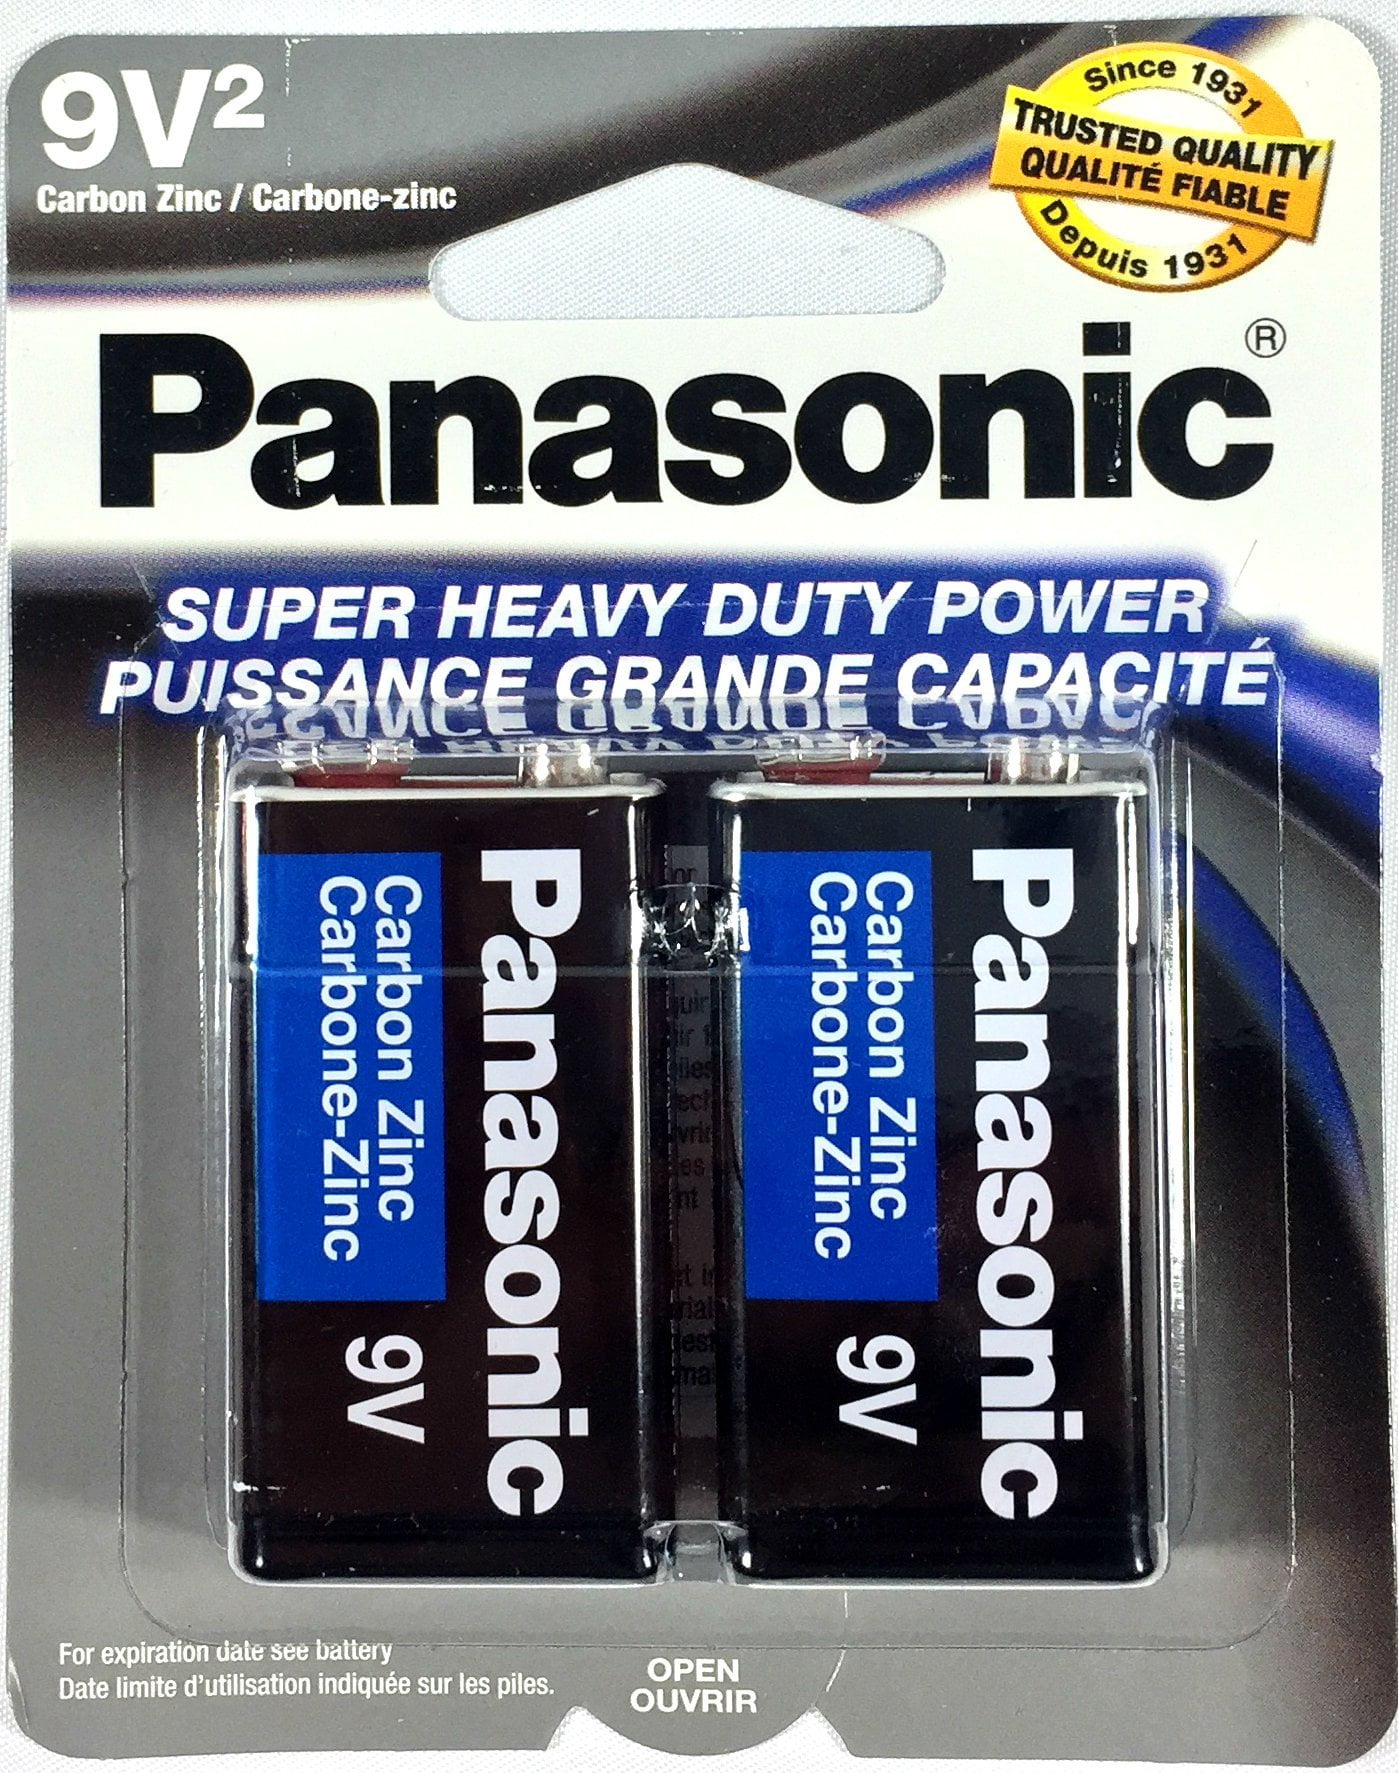 9V²
Carbon Zinc / Carbone-zinc
Since 1931
TRUSTED QUALITY
QUALITÉ FIABLE
Depuis 1931
Panasonic®
SUPER HEAVY DUTY POWER
PUISSANCE GRANDE CAPACITÉ
Panasonic
Carbon Zinc
Carbone-Zinc
9V
Panasonic
Carbon Zinc
Carbone-Zinc
9V
For expiration date see battery
Date limite d'utilisation indiquée sur les piles.
OPEN
OUVRIR